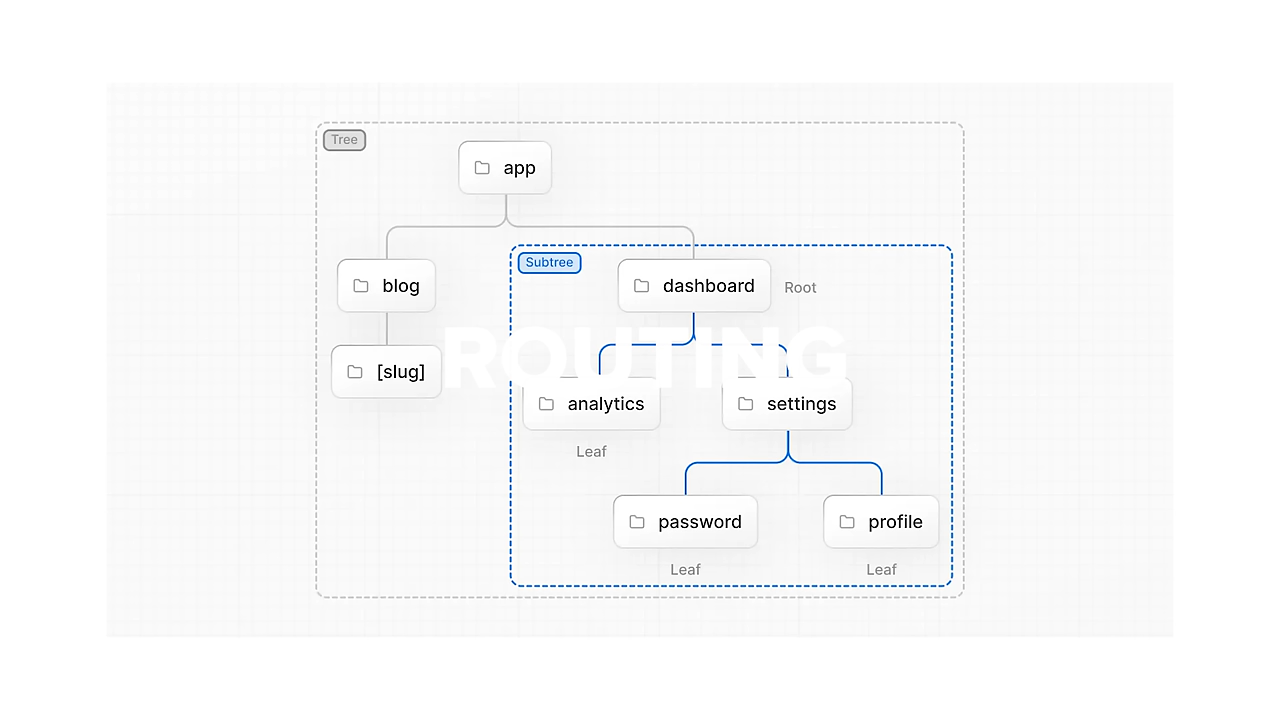 Tree
app
Subtree
blog
dashboard
Root
ROUTING
[slug]
analytics
settings
Leaf
password
profile
Leaf
Leaf